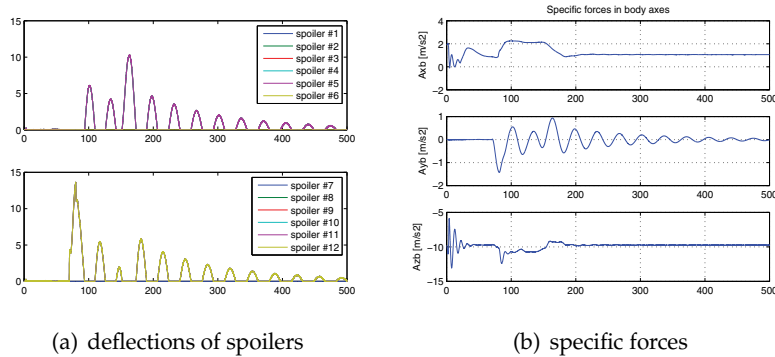 15
10
5
0
0
100
200
300
400
500
spoiler #1
spoiler #2
spoiler #3
spoiler #4
spoiler #5
spoiler #6
15
10
5
0
0
100
200
300
400
500
spoiler #7
spoiler #8
spoiler #9
spoiler #10
spoiler #11
spoiler #12
(a) deflections of spoilers
Specific forces in body axes
Axb [m/s2]
4
2
0
−2
0
100
200
300
400
500
Ayb [m/s2]
1
0
−1
−2
0
100
200
300
400
500
Azb [m/s2]
−5
−10
−15
0
100
200
300
400
500
(b) specific forces